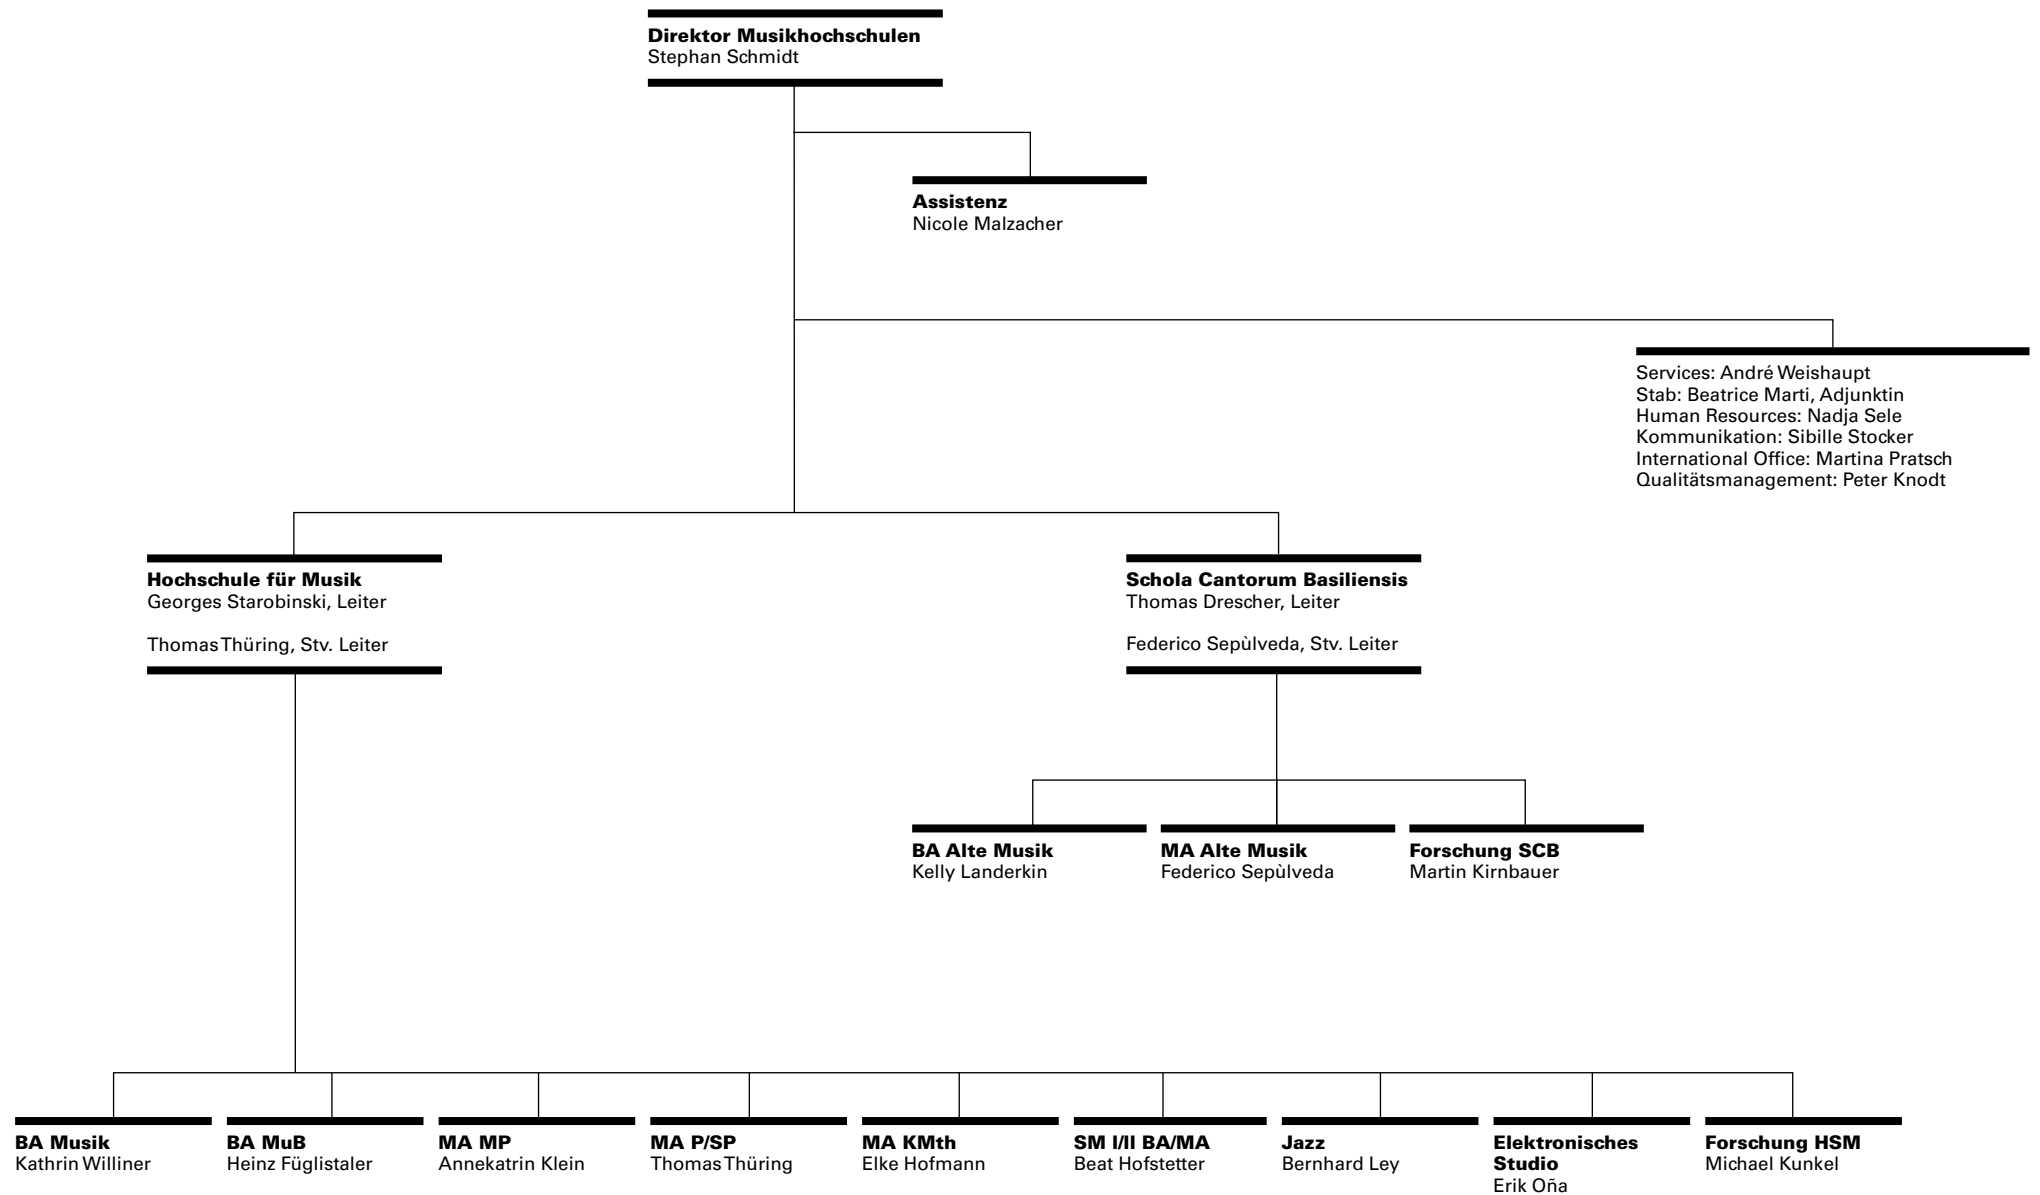 Direktor Musikhochschulen
Stephan Schmidt
Assistenz
Nicole Malzacher
Services: André Weishaupt
Stab: Beatrice Marti, Adjunktin
Human Resources: Nadja Sele
Kommunikation: Sibille Stocker
International Office: Martina Pratsch
Qualitätsmanagement: Peter Knodt
Hochschule für Musik
Georges Starobinski, Leiter
Thomas Thüring, Stv. Leiter
Schola Cantorum Basiliensis
Thomas Drescher, Leiter
Federico Sepùlveda, Stv. Leiter
BA Alte Musik
Kelly Landerkin
MA Alte Musik
Federico Sepùlveda
Forschung SCB
Martin Kirnbauer
BA Musik
Kathrin Williner
BA MuB
Heinz Füglistaler
MA MP
Annekatrin Klein
MA P/SP
Thomas Thüring
MA KMth
Elke Hofmann
SM I/II BA/MA
Beat Hofstetter
Jazz
Bernhard Ley
Elektronisches
Studio
Erik Oña
Forschung HSM
Michael Kunkel